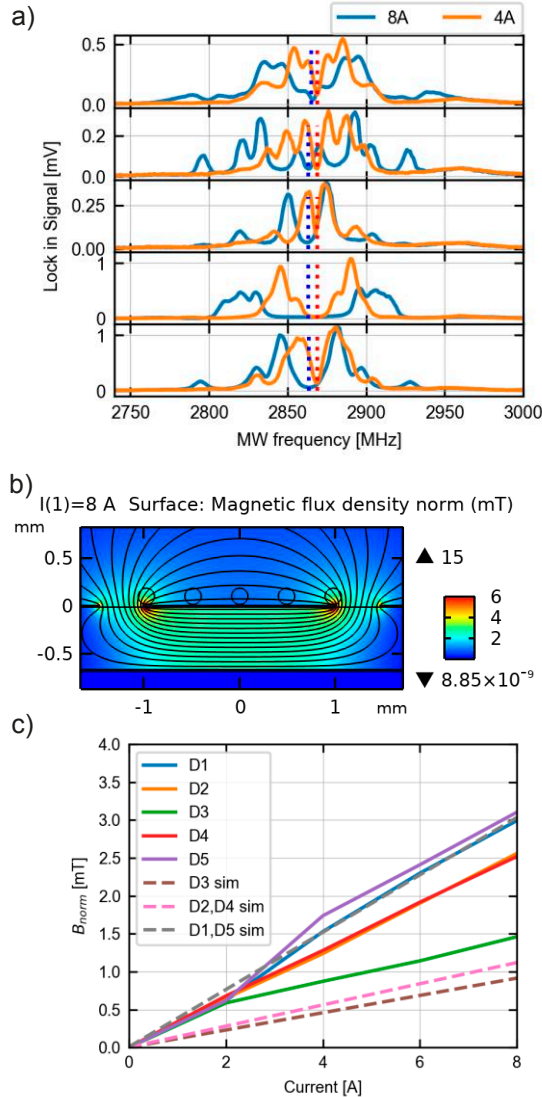 a)
8A 4A
0.5
0.0
0.2
0.0
0.25
0.00
1
0
1
0
Lock in Signal [mV]
2750 2800 2850 2900 2950 3000
MW frequency [MHz]
b)
I(1)=8 A Surface: Magnetic flux density norm (mT)
mm
0.5
0
-0.5
-1 0 1 mm
▲ 15
6
4
2
▼ 8.85×10⁻⁹
c)
4.0
3.5
3.0
2.5
2.0
1.5
1.0
0.5
0.0
B_norm [mT]
D1
D2
D3
D4
D5
D3 sim
D2,D4 sim
D1,D5 sim
0 2 4 6 8
Current [A]